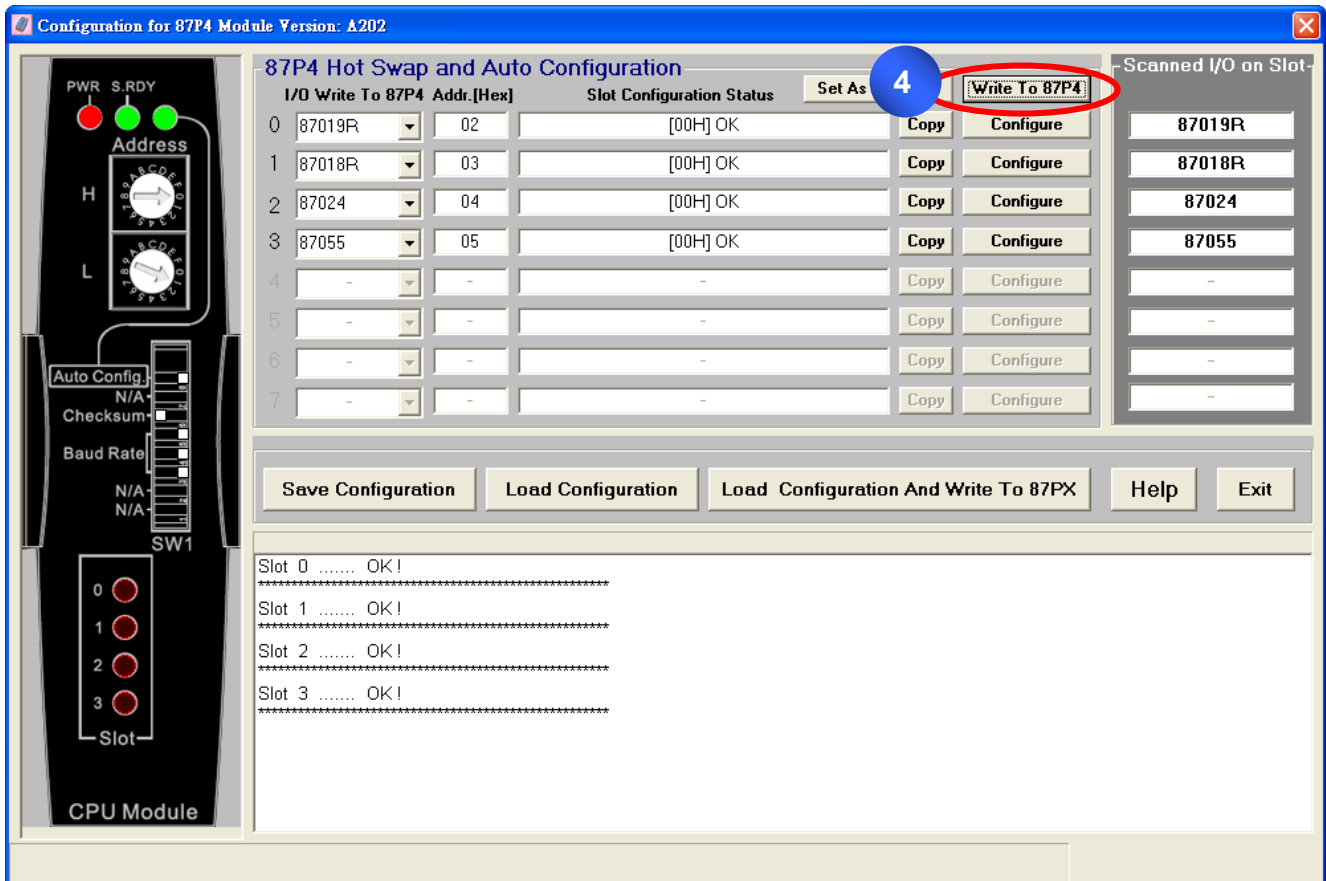 Configuration for 87P4 Module Version: A202
PWR S.RDY
Address
H
L
Auto Config.
N/A
Checksum
Baud Rate
N/A
N/A
SW1
0
1
2
3
Slot
CPU Module
87P4 Hot Swap and Auto Configuration
I/O Write To 87P4 Addr.[Hex] Slot Configuration Status Set As 4 Write To 87P4
0 87019R 02 [00H] OK Copy Configure
1 87018R 03 [00H] OK Copy Configure
2 87024 04 [00H] OK Copy Configure
3 87055 05 [00H] OK Copy Configure
4 - - - Copy Configure
5 - - - Copy Configure
6 - - - Copy Configure
7 - - - Copy Configure
Scanned I/O on Slot
87019R
87018R
87024
87055
-
-
-
-
Save Configuration Load Configuration Load Configuration And Write To 87PX Help Exit
Slot 0 ....... OK!
Slot 1 ....... OK!
Slot 2 ....... OK!
Slot 3 ....... OK!